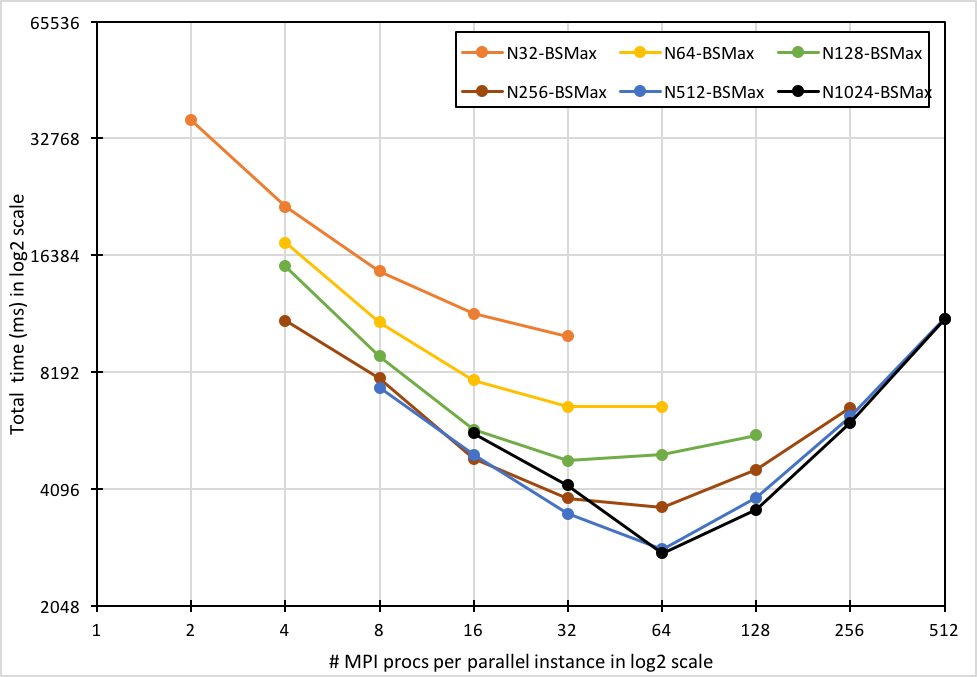 65536
32768
16384
8192
4096
2048
Total time (ms) in log2 scale
N32-BSMax N64-BSMax N128-BSMax
N256-BSMax N512-BSMax N1024-BSMax
1 2 4 8 16 32 64 128 256 512
# MPI procs per parallel instance in log2 scale